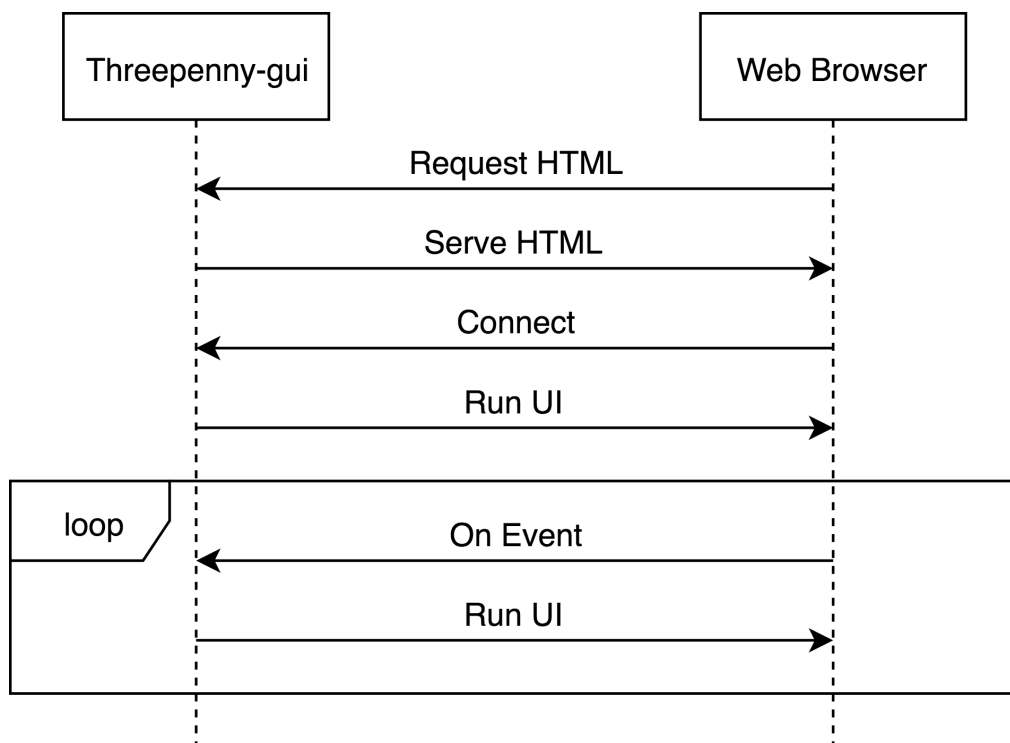 Threepenny-gui
Web Browser
Request HTML
Serve HTML
Connect
Run UI
loop
On Event
Run UI